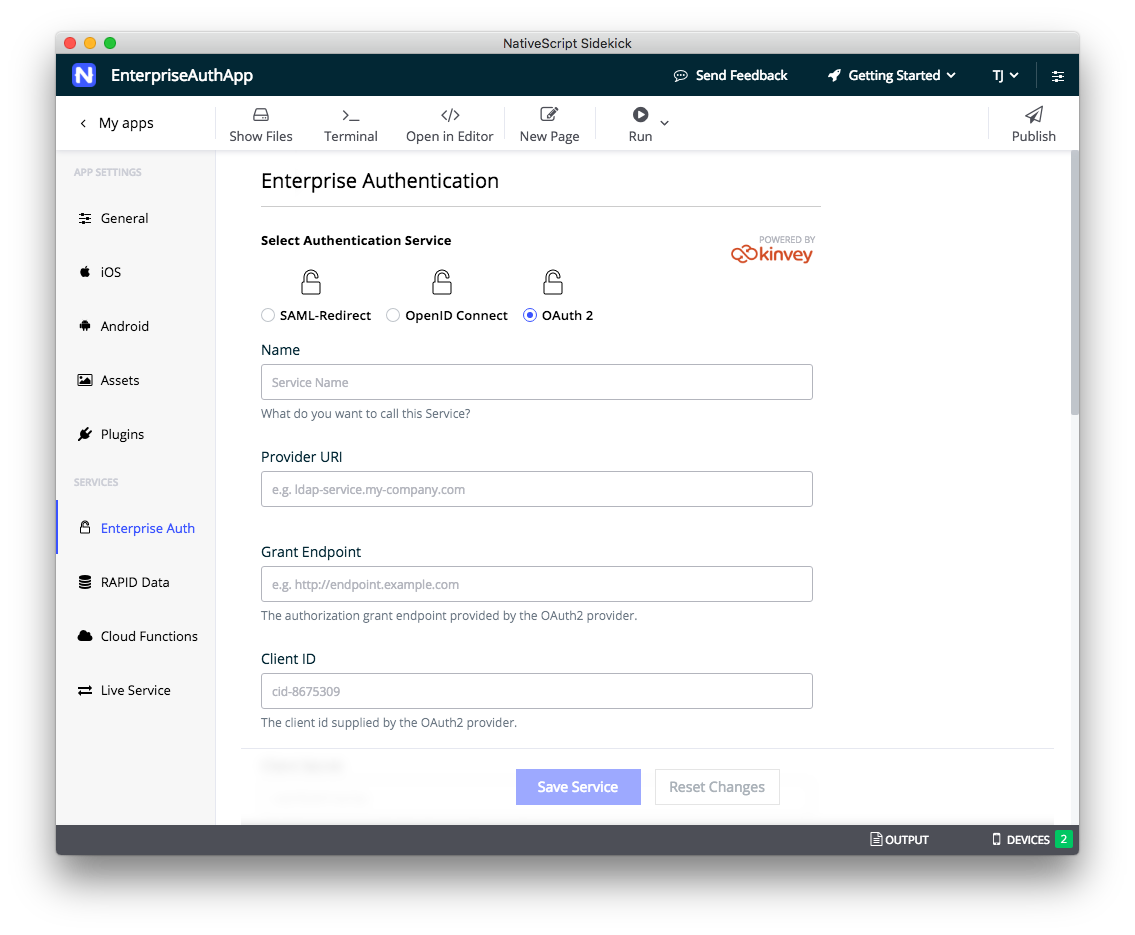 NativeScript Sidekick
N EnterpriseAuthApp Send Feedback Getting Started TJ
My apps Show Files Terminal Open in Editor New Page Run Publish
APP SETTINGS
General
iOS
Android
Assets
Plugins
SERVICES
Enterprise Auth
RAPID Data
Cloud Functions
Live Service
Enterprise Authentication
Select Authentication Service
POWERED BY
kinvey
SAML-Redirect OpenID Connect OAuth 2
Name
Service Name
What do you want to call this Service?
Provider URI
e.g. ldap-service.my-company.com
Grant Endpoint
e.g. http://endpoint.example.com
The authorization grant endpoint provided by the OAuth2 provider.
Client ID
cid-8675309
The client id supplied by the OAuth2 provider.
Save Service Reset Changes
OUTPUT DEVICES 2